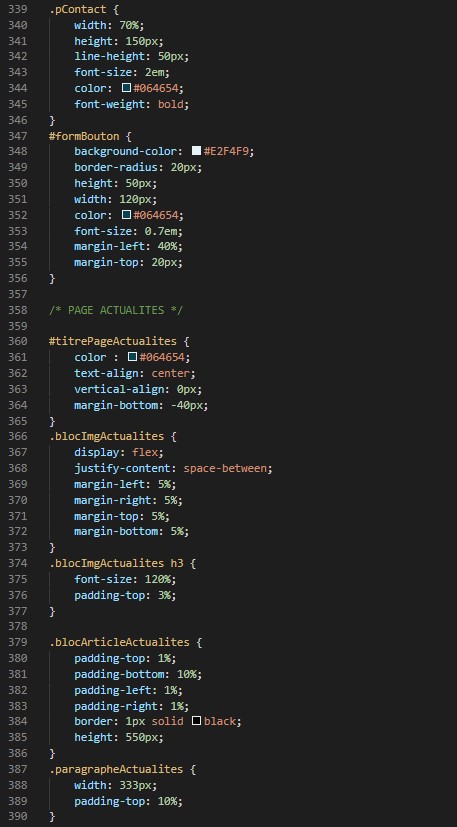 339 .pContact {
340     width: 70%;
341     height: 150px;
342     line-height: 50px;
343     font-size: 2em;
344     color: #064654;
345     font-weight: bold;
346 }
347 #formBouton {
348     background-color: #E2F4F9;
349     border-radius: 20px;
350     height: 50px;
351     width: 120px;
352     color: #064654;
353     font-size: 0.7em;
354     margin-left: 40%;
355     margin-top: 20px;
356 }
357
358 /* PAGE ACTUALITES */
359
360 #titrePageActualites {
361     color : #064654;
362     text-align: center;
363     vertical-align: 0px;
364     margin-bottom: -40px;
365 }
366 .blocImgActualites {
367     display: flex;
368     justify-content: space-between;
369     margin-left: 5%;
370     margin-right: 5%;
371     margin-top: 5%;
372     margin-bottom: 5%;
373 }
374 .blocImgActualites h3 {
375     font-size: 120%;
376     padding-top: 3%;
377 }
378
379 .blocArticleActualites {
380     padding-top: 1%;
381     padding-bottom: 10%;
382     padding-left: 1%;
383     padding-right: 1%;
384     border: 1px solid black;
385     height: 550px;
386 }
387 .paragrapheActualites {
388     width: 333px;
389     padding-top: 10%;
390 }